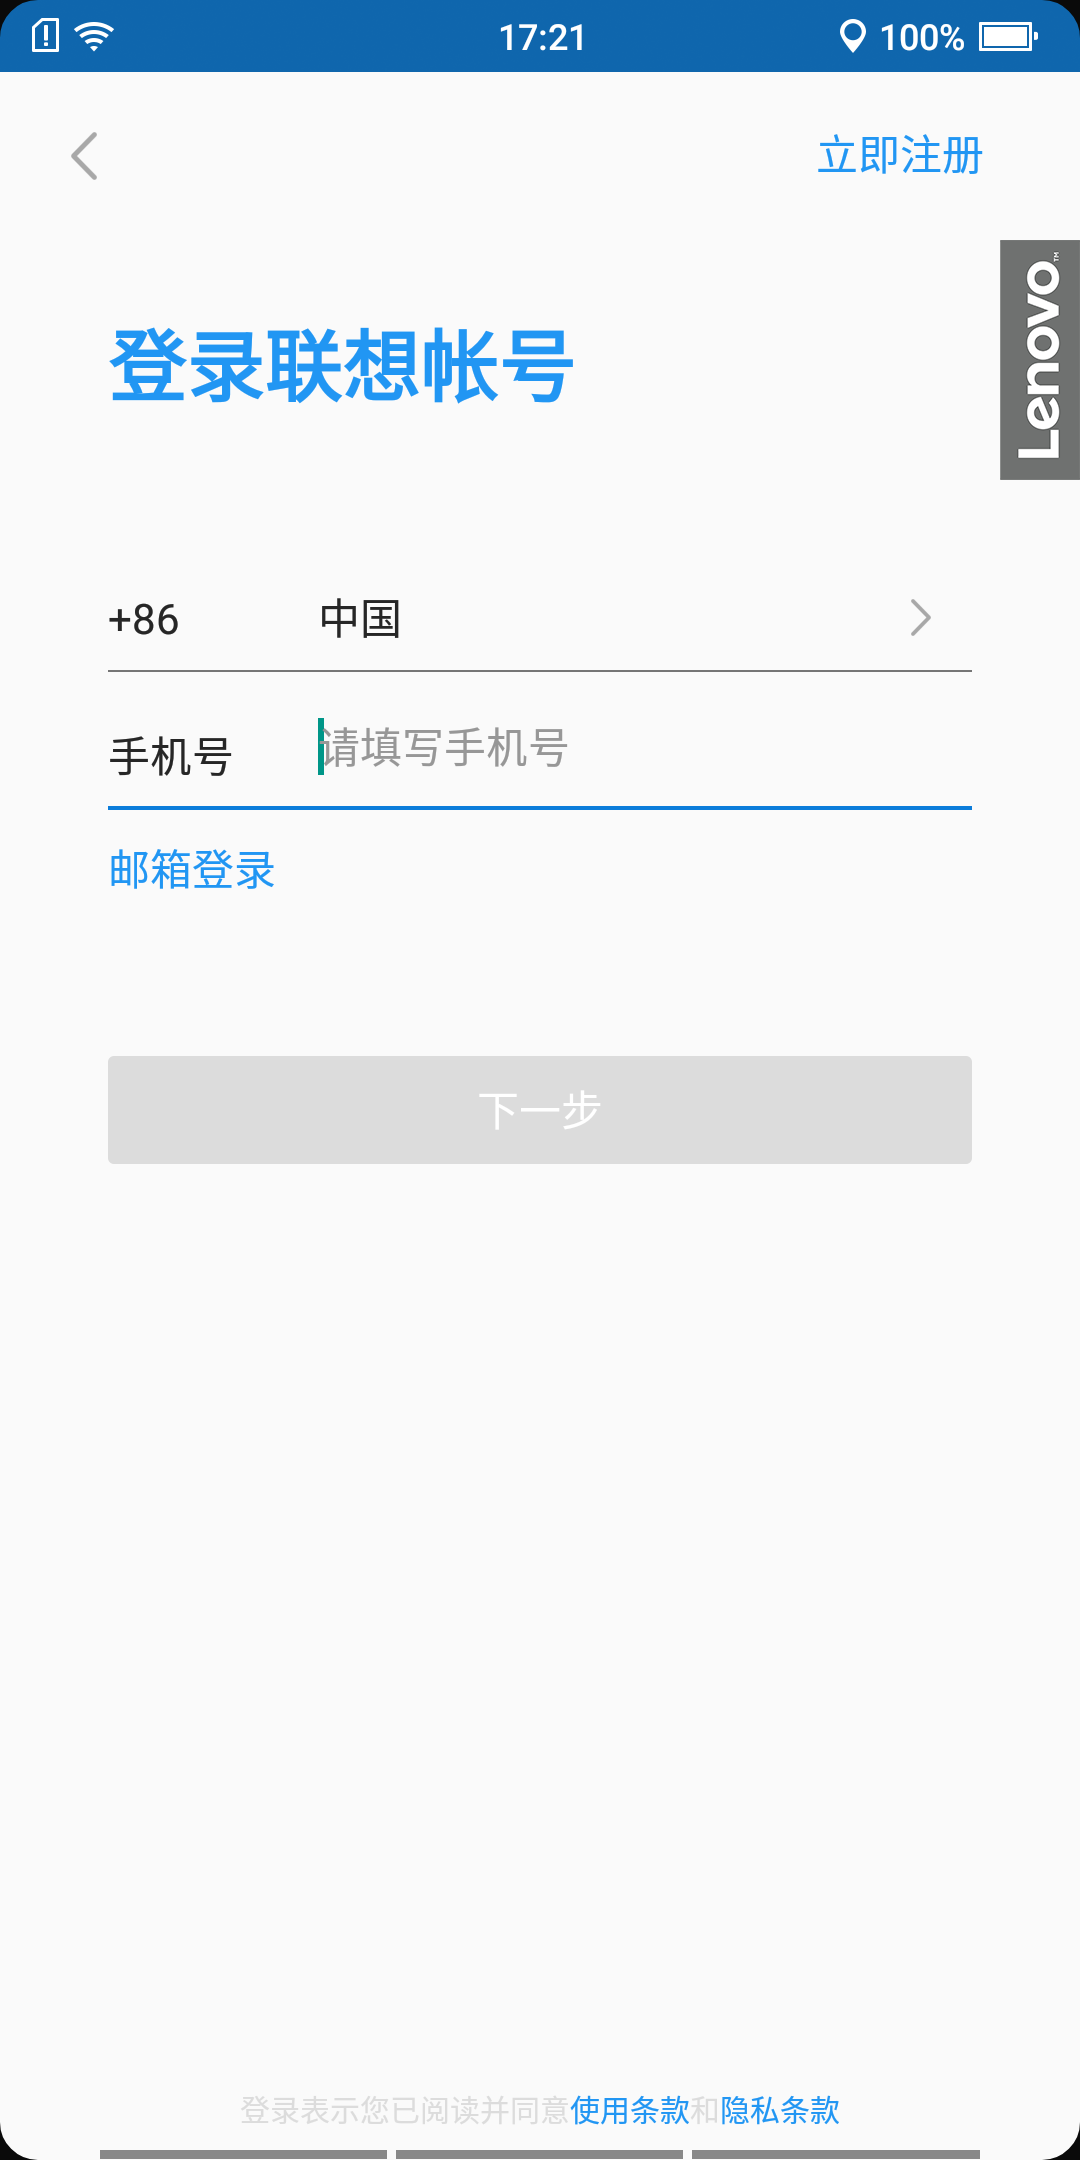 17:21
100%
立即注册
Lenovo™
登录联想帐号
+86 中国
手机号 请填写手机号
邮箱登录
下一步
登录表示您已阅读并同意使用条款和隐私条款